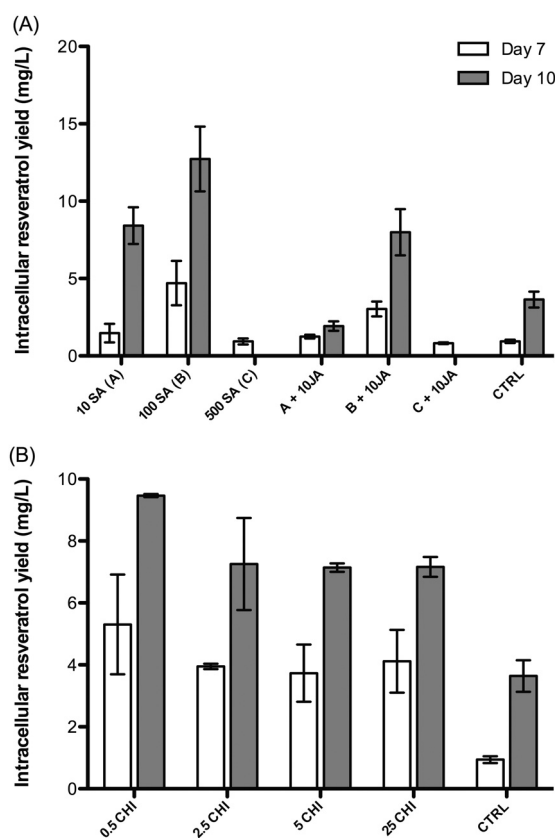 (A)
Intracellular resveratrol yield (mg/L)
20
15
10
5
0
Day 7
Day 10
10 SA (A)
100 SA (B)
500 SA (C)
A + 10JA
B + 10JA
C + 10JA
CTRL
(B)
Intracellular resveratrol yield (mg/L)
10
8
6
4
2
0
0.5 CHI
2.5 CHI
5 CHI
25 CHI
CTRL